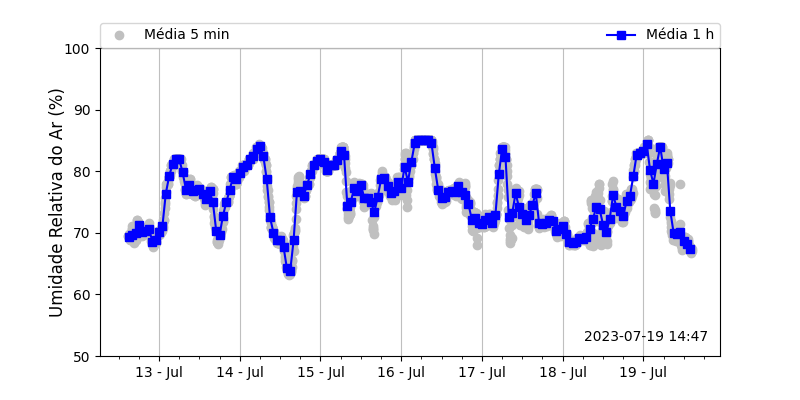 Média 5 min
Média 1 h
Umidade Relativa do Ar (%)
100
90
80
70
60
50
2023-07-19 14:47
13 - Jul
14 - Jul
15 - Jul
16 - Jul
17 - Jul
18 - Jul
19 - Jul